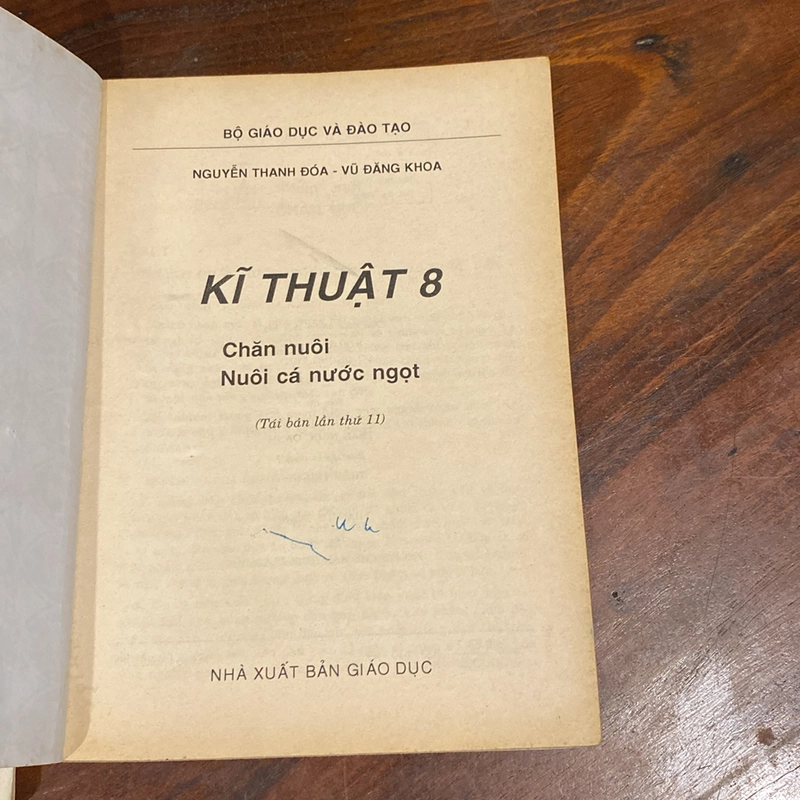 BỘ GIÁO DỤC VÀ ĐÀO TẠO
NGUYỄN THANH ĐÓA - VŨ ĐĂNG KHOA
KĨ THUẬT 8
Chăn nuôi
Nuôi cá nước ngọt
(Tái bản lần thứ 11)
NHÀ XUẤT BẢN GIÁO DỤC